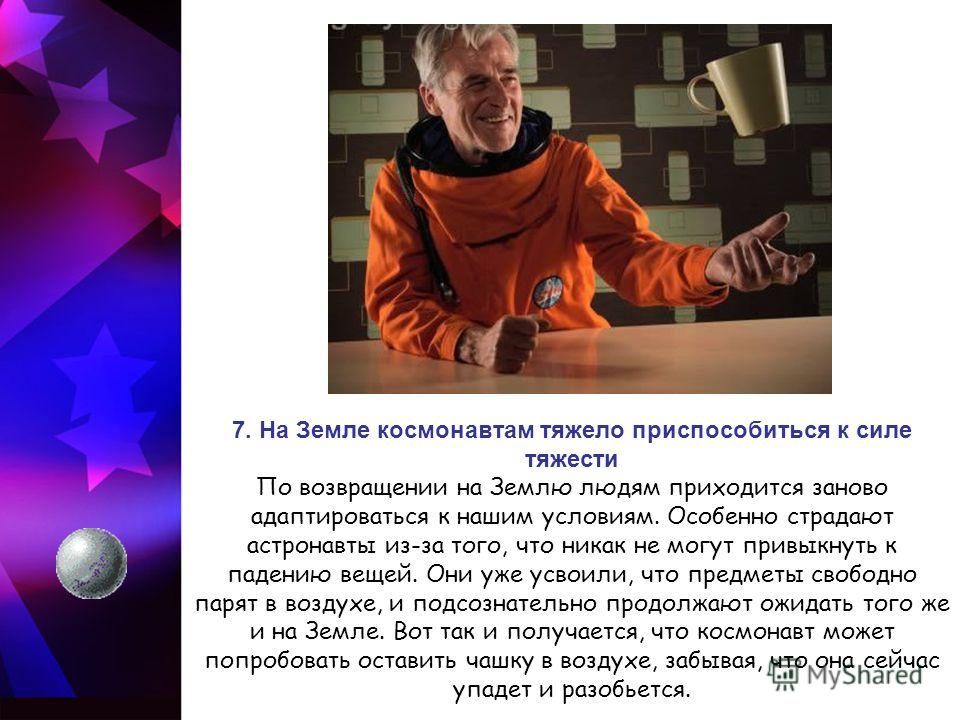 7. На Земле космонавтам тяжело приспособиться к силе
тяжести
По возвращении на Землю людям приходится заново
адаптироваться к нашим условиям. Особенно страдают
астронавты из-за того, что никак не могут привыкнуть к
падению вещей. Они уже усвоили, что предметы свободно
парят в воздухе, и подсознательно продолжают ожидать того же
и на Земле. Вот так и получается, что космонавт может
попробовать оставить чашку в воздухе, забывая, что она сейчас
упадет и разобьется.
MyShared